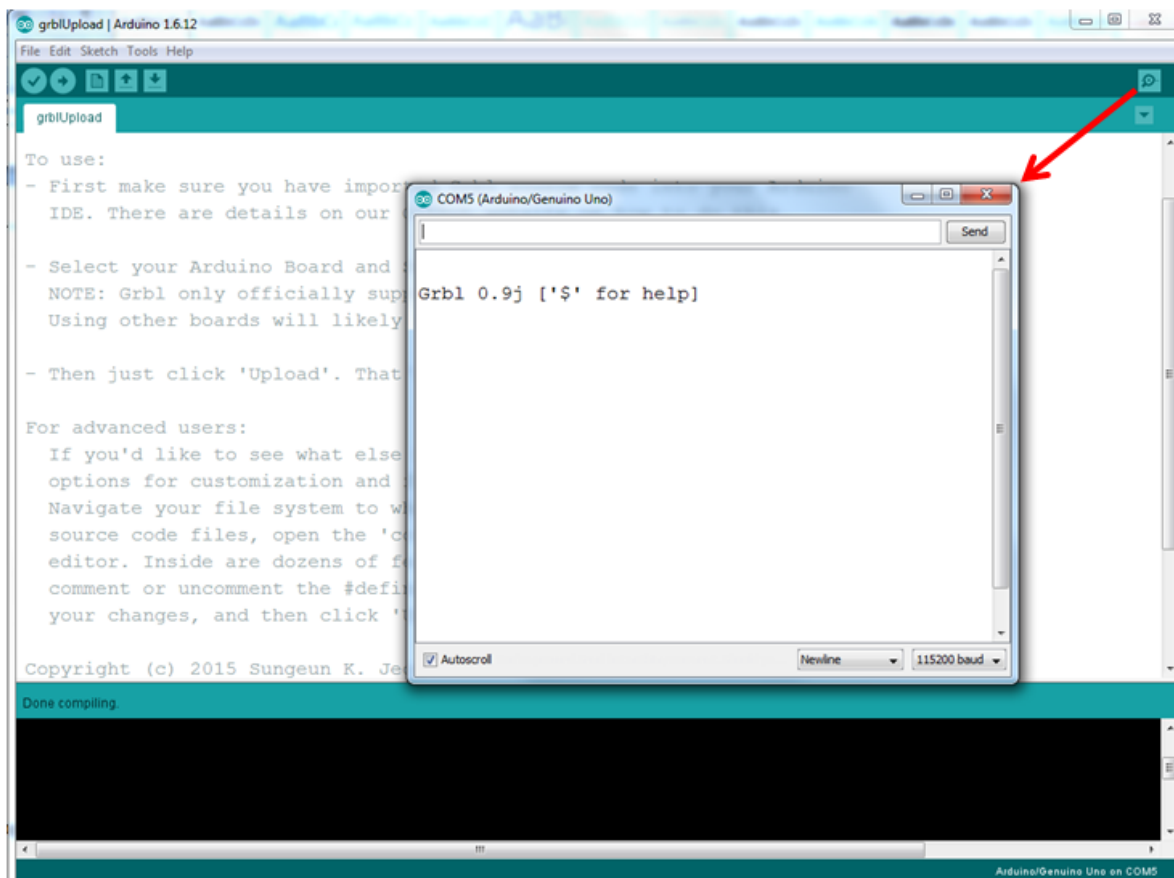 grblUpload | Arduino 1.6.12
File Edit Sketch Tools Help
grblUpload
To use:
- First make sure you have impor
IDE. There are details on our
- Select your Arduino Board and
NOTE: Grbl only officially sup
Using other boards will likely
- Then just click 'Upload'. That
For advanced users:
If you'd like to see what else
options for customization and
Navigate your file system to w
source code files, open the 'co
editor. Inside are dozens of f
comment or uncomment the #defi
your changes, and then click '
Copyright (c) 2015 Sungeun K. Je
COM5 (Arduino/Genuino Uno)
Send
Grbl 0.9j ['$' for help]
Autoscroll
Newline
115200 baud
Done compiling.
Arduino/Genuino Uno on COM5